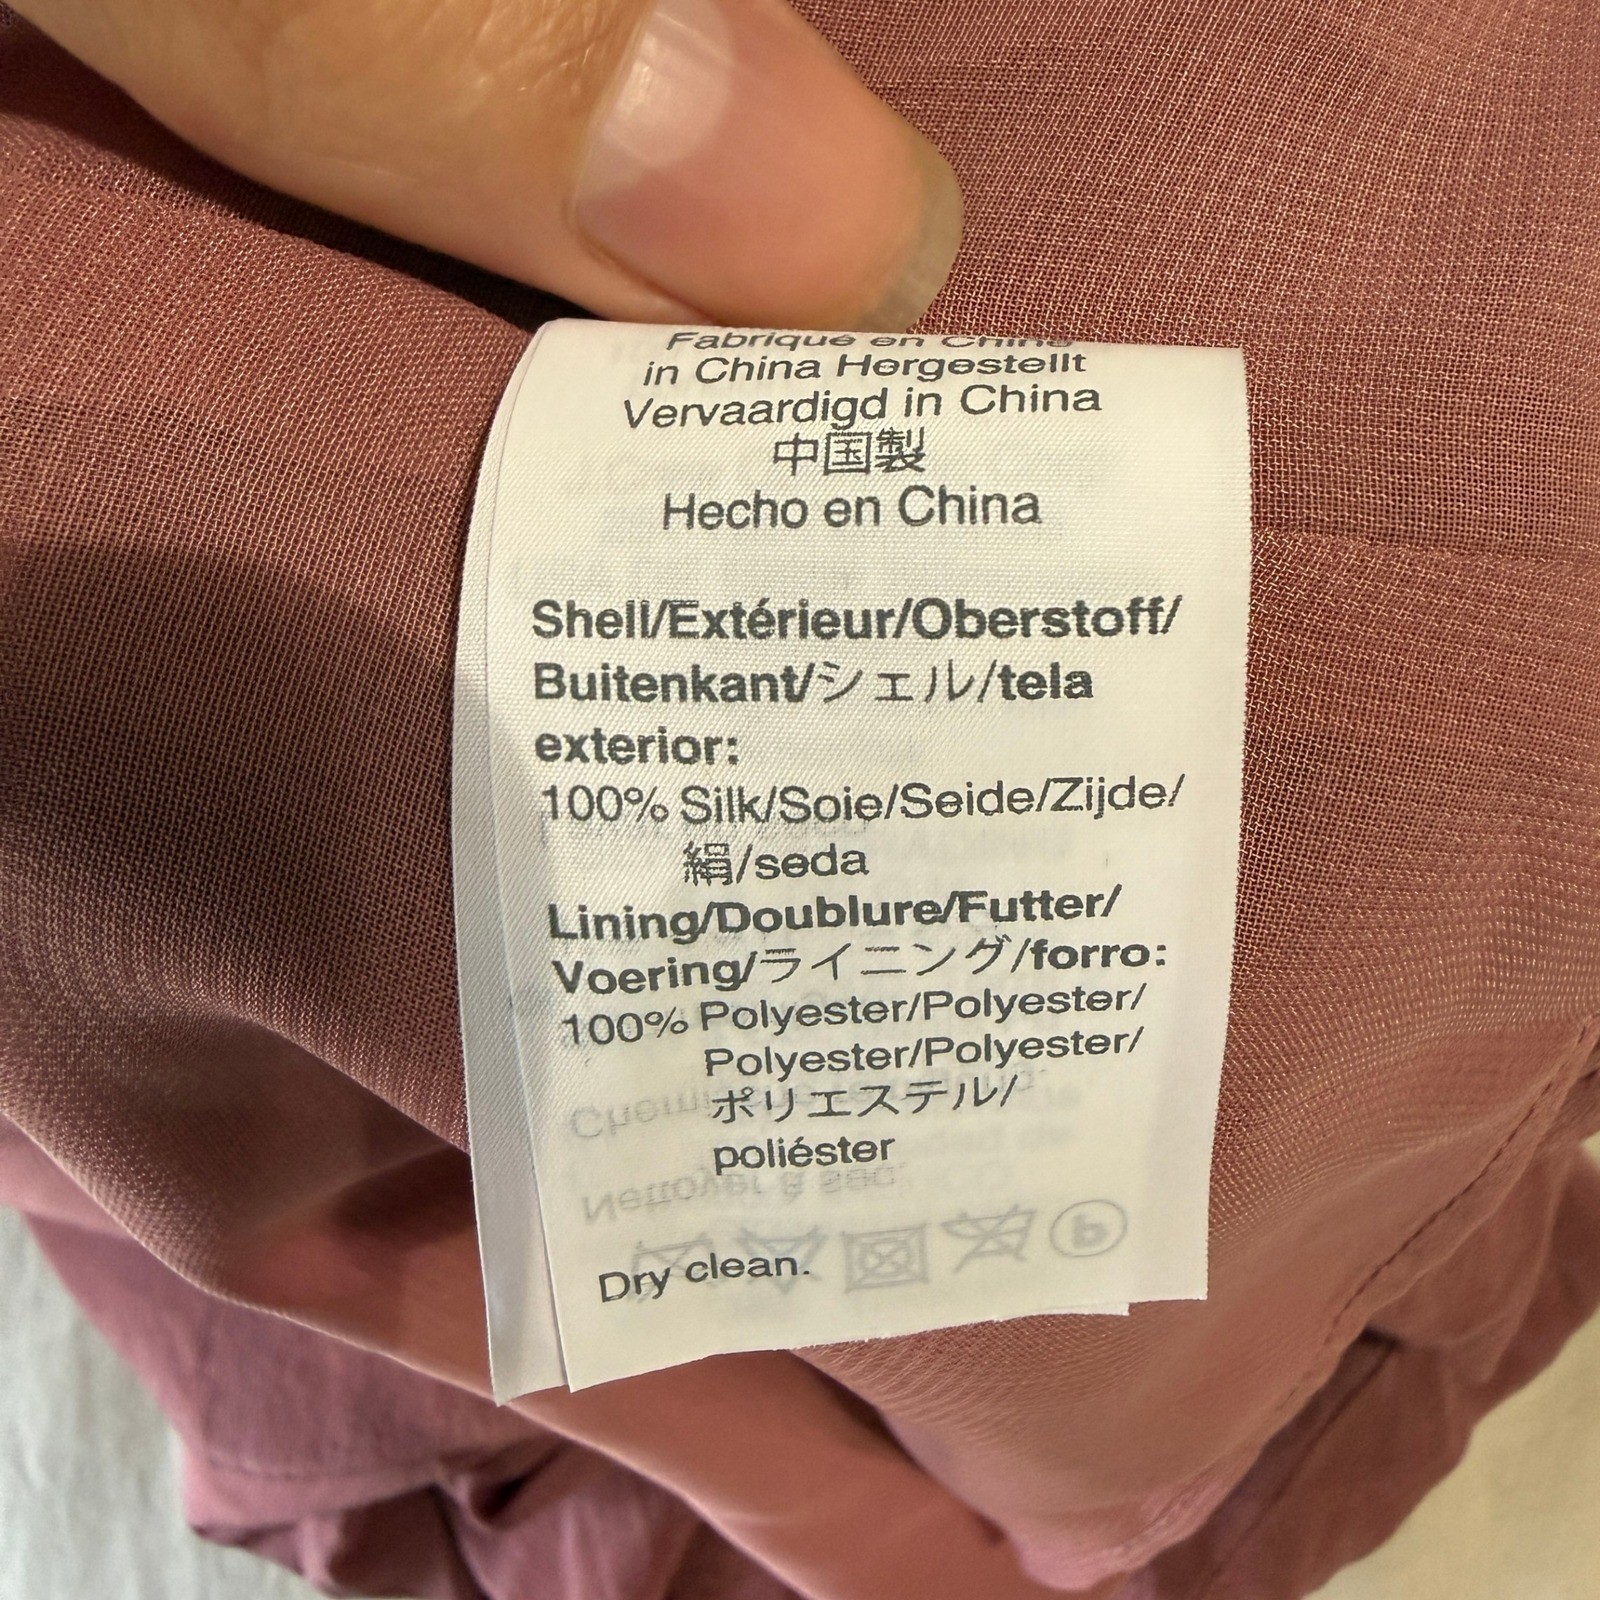 Fabriqué en Chine
in China Hergestellt
Vervaardigd in China
中国製
Hecho en China
Shell/Extérieur/Oberstoff/
Buitenkant/シェル/tela
exterior:
100% Silk/Soie/Seide/Zijde/
絹/seda
Lining/Doublure/Futter/
Voering/ライニング/forro:
100% Polyester/Polyester/
Polyester/Polyester/
ポリエステル/
poliéster
Nettoyer à sec.
Dry clean.
P